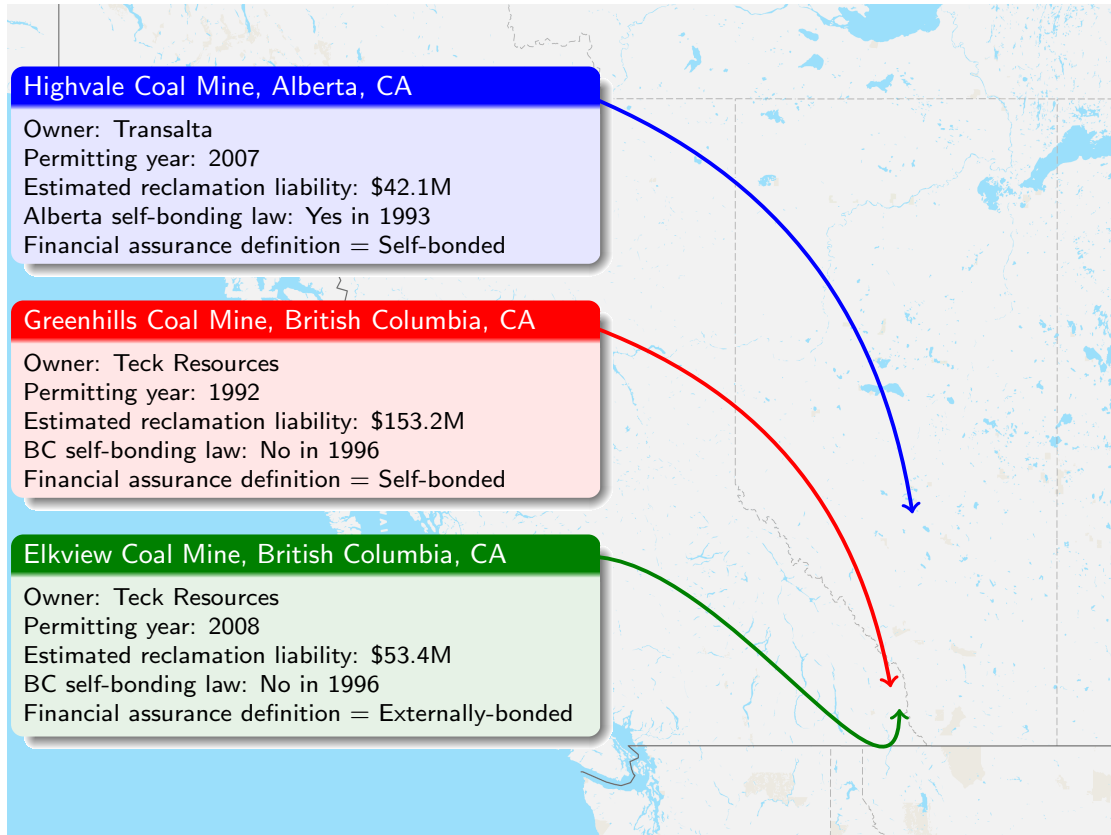 Highvale Coal Mine, Alberta, CA
Owner: Transalta
Permitting year: 2007
Estimated reclamation liability: $42.1M
Alberta self-bonding law: Yes in 1993
Financial assurance definition = Self-bonded
Greenhills Coal Mine, British Columbia, CA
Owner: Teck Resources
Permitting year: 1992
Estimated reclamation liability: $153.2M
BC self-bonding law: No in 1996
Financial assurance definition = Self-bonded
Elkview Coal Mine, British Columbia, CA
Owner: Teck Resources
Permitting year: 2008
Estimated reclamation liability: $53.4M
BC self-bonding law: No in 1996
Financial assurance definition = Externally-bonded